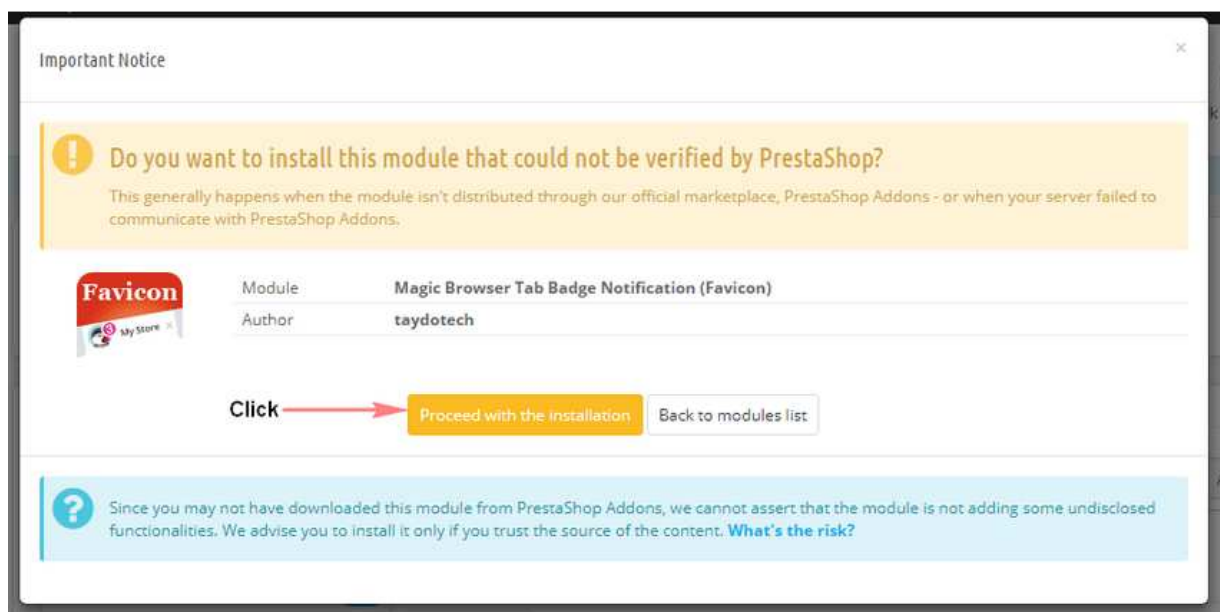 Important Notice
×
Do you want to install this module that could not be verified by PrestaShop?
This generally happens when the module isn't distributed through our official marketplace, PrestaShop Addons - or when your server failed to
communicate with PrestaShop Addons.
Favicon
3 My Store ×
Module Magic Browser Tab Badge Notification (Favicon)
Author taydotech
Click Proceed with the installation Back to modules list
Since you may not have downloaded this module from PrestaShop Addons, we cannot assert that the module is not adding some undisclosed
functionalities. We advise you to install it only if you trust the source of the content. What's the risk?